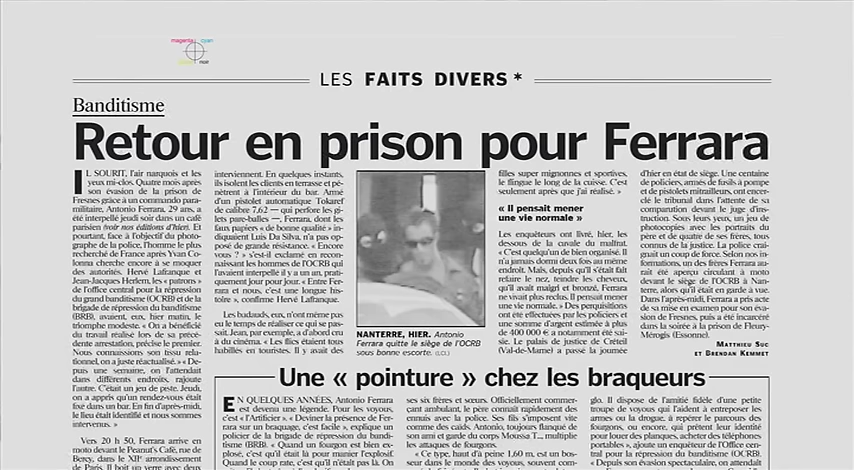 magenta cyan
noir
LES FAITS DIVERS*
Banditisme
Retour en prison pour Ferrara
IL SOURIT, l'air narquois et les
yeux mi-clos. Quatre mois après
son évasion de la prison de
Fresnes grâce à un commando para-
militaire, Antonio Ferrara, 29 ans, a
été interpellé jeudi soir dans un café
parisien (voir nos éditions d'hier). Et
pourtant, face à l'objectif du photo-
graphe de la police, l'homme le plus
recherché de France après Yvan Co-
lonna cherche encore à se moquer
des autorités. Hervé Lafranque et
Jean-Jacques Herlem, les « patrons »
de l'office central pour la répression
du grand banditisme (OCRB) et de la
brigade de répression du banditisme
(BRB), avaient, eux, hier matin, le
triomphe modeste. « On a bénéficié
du travail réalisé lors de sa précé-
dente arrestation, précise le premier.
Nous connaissions son tissu rela-
tionnel, on a juste réactualisé. » « De-
puis une semaine, on l'attendait
dans différents endroits, rajoute
l'autre. C'était un jeu de piste. Jeudi,
on a appris qu'un rendez-vous était
fixé dans un bar. En fin d'après-midi,
le lieu était identifié et nous sommes
intervenus. »
Vers 20 h 50, Ferrara arrive en
moto devant le Peanut's Café, rue de
Bercy, dans le XIIe arrondissement
de Paris. Il boit un verre avec deux
interviennent. En quelques instants,
ils isolent les clients en terrasse et pé-
nètrent à l'intérieur du bar. Armé
d'un pistolet automatique Tokaref
de calibre 7,62 — qui perfore les gi-
lets pare-balles —, Ferrara, dont les
faux papiers « de bonne qualité » in-
diquaient Luis Da Silva, n'a pas op-
posé de grande résistance. « Encore
vous ? » s'est-il exclamé en recon-
naissant les hommes de l'OCRB qui
l'avaient interpellé il y a un an, prati-
quement jour pour jour. « Entre Fer-
rara et nous, c'est une longue his-
toire », confirme Hervé Lafranque.
Les badauds, eux, n'ont même pas
eu le temps de réaliser ce qui se pas-
sait. Jean, par exemple, a d'abord cru
à du cinéma. « Les flics étaient tous
habillés en touristes. Il y avait des
NANTERRE, HIER. Antonio
Ferrara quitte le siège de l'OCRB
sous bonne escorte. (LCI.)
filles super mignonnes et sportives,
le flingue le long de la cuisse. C'est
seulement après que j'ai réalisé. »
« Il pensait mener
une vie normale »
Les enquêteurs ont livré, hier, les
dessous de la cavale du malfrat.
« C'est quelqu'un de bien organisé. Il
n'a jamais dormi deux fois au même
endroit. Mais, depuis qu'il s'était fait
refaire le nez, teindre les cheveux,
qu'il avait maigri et bronzé, Ferrara
ne vivait plus reclus. Il pensait mener
une vie normale. » Des perquisitions
ont été effectuées par les policiers et
une somme d'argent estimée à plus
de 400 000 € a notamment été sai-
sie. Le palais de justice de Créteil
(Val-de-Marne) a passé la journée
d'hier en état de siège. Une centaine
de policiers, armés de fusils à pompe
et de pistolets mitrailleurs, ont encer-
clé le tribunal dans l'attente de sa
comparution devant le juge d'ins-
truction. Sous leurs yeux, un jeu de
photocopies avec les portraits du
père et de quatre de ses frères, tous
connus de la justice. La police crai-
gnait un coup de force. Selon nos in-
formations, un des frères Ferrara au-
rait été aperçu circulant à moto
devant le siège de l'OCRB à Nan-
terre, alors qu'il était en garde à vue.
Dans l'après-midi, Ferrara a pris acte
de sa mise en examen pour son éva-
sion de Fresnes, puis a été incarcéré
dans la soirée à la prison de Fleury-
Mérogis (Essonne).
MATTHIEU SUC
ET BRENDAN KEMMET
Une « pointure » chez les braqueurs
EN QUELQUES ANNÉES, Antonio Ferrara
est devenu une légende. Pour les voyous,
c'est « l'Artificier ». « Deviner la présence de Fer-
rara sur un braquage, c'est facile », explique un
policier de la brigade de répression du bandi-
tisme (BRB). « Quand un fourgon est bien ex-
plosé, c'est qu'il était là pour manier l'explosif.
Quand le coup rate, c'est qu'il n'était pas là. On
ses six frères et sœurs. Officiellement commer-
çant ambulant, le père connaît rapidement des
ennuis avec la police. Ses fils s'imposent vite
comme des caïds. Antonio, toujours flanqué de
son ami et garde du corps Moussa T..., multiplie
les attaques de fourgons.
« Ce type, haut d'à peine 1,60 m, est un bos-
seur dans le monde des voyous, souvent com-
glo. Il dispose de l'amitié fidèle d'une petite
troupe de voyous qui l'aident à entreposer les
armes ou la drogue, à repérer le parcours des
fourgons, ou encore, qui prêtent leur identité
pour louer des planques, acheter des téléphones
portables », ajoute un enquêteur de l'Office cen-
tral pour la répression du banditisme (OCRB).
« Depuis son évasion spectaculaire, on attendait